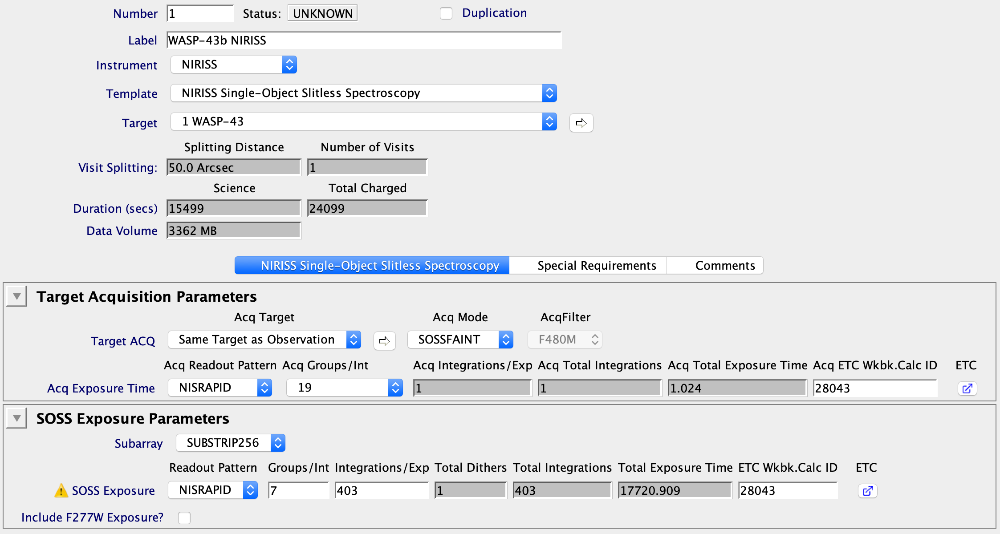 Number 1 Status: UNKNOWN Duplication
Label WASP-43b NIRISS
Instrument NIRISS
Template NIRISS Single-Object Slitless Spectroscopy
Target 1 WASP-43
Splitting Distance Number of Visits
Visit Splitting: 50.0 Arcsec 1
Science Total Charged
Duration (secs) 15499 24099
Data Volume 3362 MB
NIRISS Single-Object Slitless Spectroscopy Special Requirements Comments
Target Acquisition Parameters
Acq Target Acq Mode AcqFilter
Target ACQ Same Target as Observation SOSSFAINT F480M
Acq Readout Pattern Acq Groups/Int Acq Integrations/Exp Acq Total Integrations Acq Total Exposure Time Acq ETC Wkbk.Calc ID ETC
Acq Exposure Time NISRAPID 19 1 1 1.024 28043
SOSS Exposure Parameters
Subarray SUBSTRIP256
Readout Pattern Groups/Int Integrations/Exp Total Dithers Total Integrations Total Exposure Time ETC Wkbk.Calc ID ETC
SOSS Exposure NISRAPID 7 403 1 403 17720.909 28043
Include F277W Exposure?